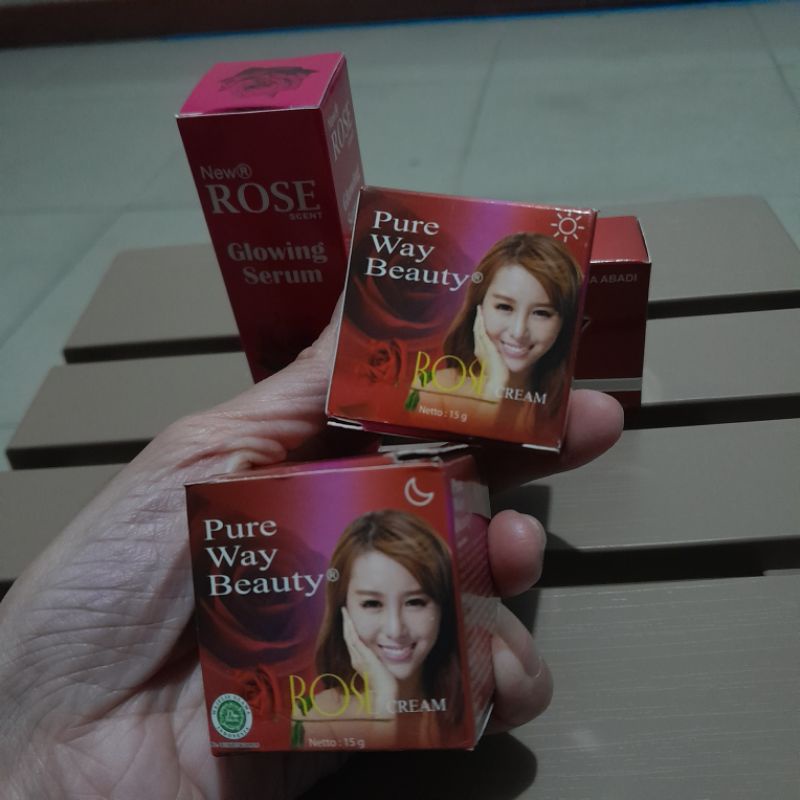 New®
ROSE
SCENT
Glowing
Serum
ROSE
Pure
Way
Beauty®
ROSE CREAM
Netto : 15 g
ABADI
Pure
Way
Beauty®
ROSE CREAM
Netto : 15 g